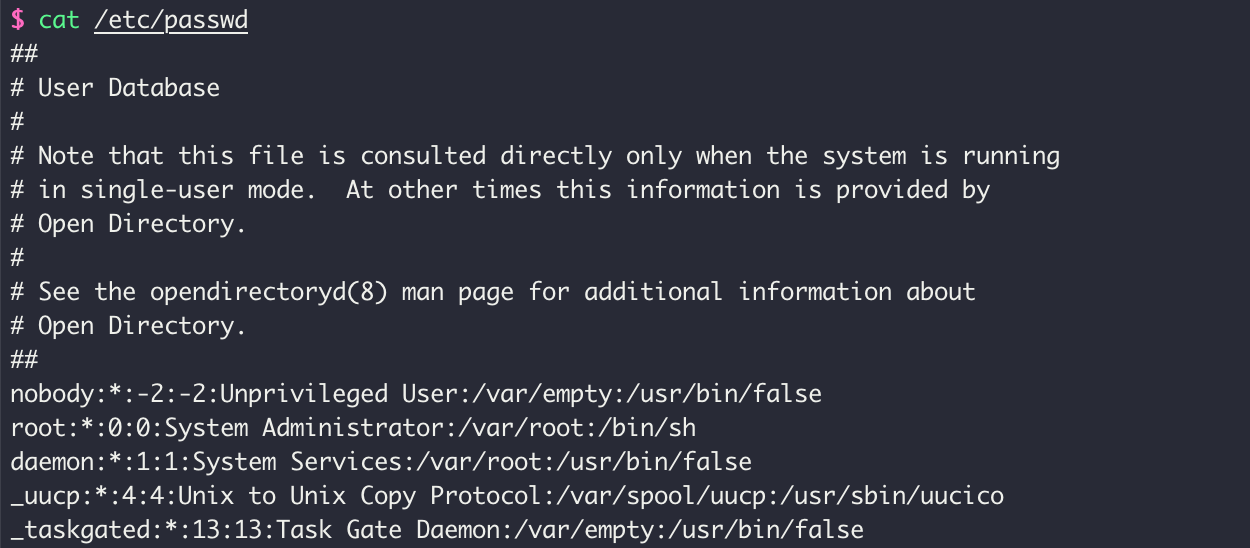 $ cat /etc/passwd
##
# User Database
#
# Note that this file is consulted directly only when the system is running
# in single-user mode.  At other times this information is provided by
# Open Directory.
#
# See the opendirectoryd(8) man page for additional information about
# Open Directory.
##
nobody:*:-2:-2:Unprivileged User:/var/empty:/usr/bin/false
root:*:0:0:System Administrator:/var/root:/bin/sh
daemon:*:1:1:System Services:/var/root:/usr/bin/false
_uucp:*:4:4:Unix to Unix Copy Protocol:/var/spool/uucp:/usr/sbin/uucico
_taskgated:*:13:13:Task Gate Daemon:/var/empty:/usr/bin/false